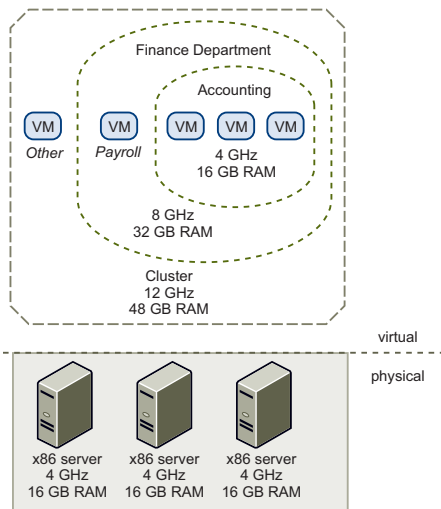 Finance Department
Accounting
VM VM VM VM VM
Other Payroll
4 GHz
16 GB RAM
8 GHz
32 GB RAM
Cluster
12 GHz
48 GB RAM
virtual
physical
x86 server x86 server x86 server
4 GHz 4 GHz 4 GHz
16 GB RAM 16 GB RAM 16 GB RAM